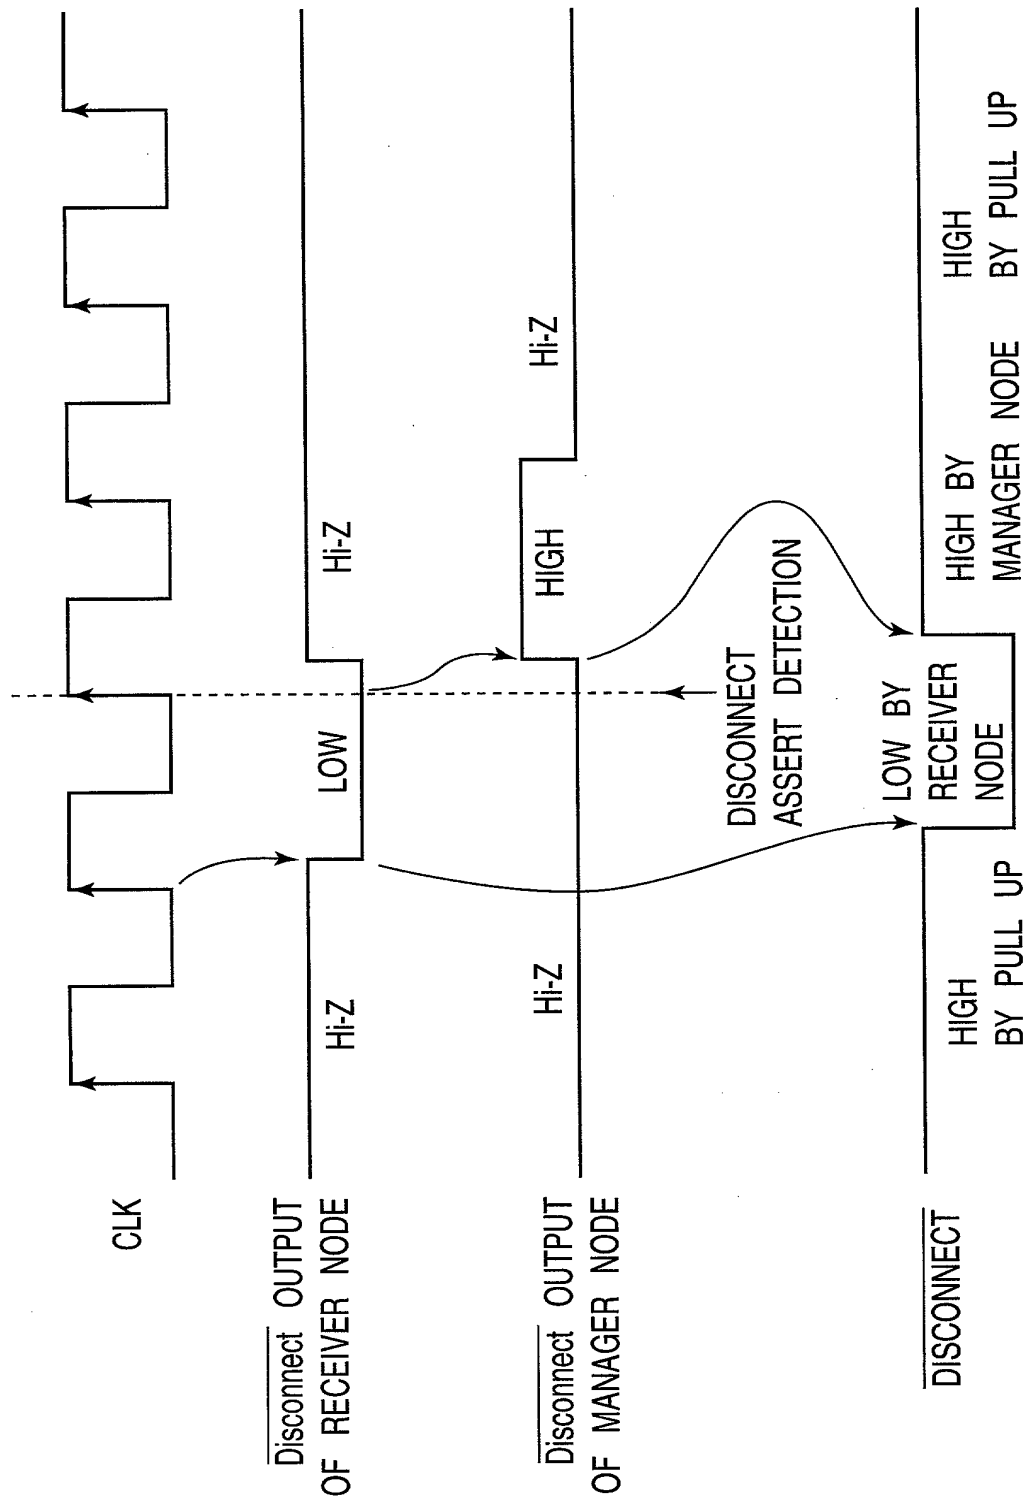 CLK
Disconnect OUTPUT
OF RECEIVER NODE
Hi-Z
LOW
Hi-Z
Disconnect OUTPUT
OF MANAGER NODE
Hi-Z
HIGH
Hi-Z
DISCONNECT
ASSERT DETECTION
DISCONNECT
HIGH
BY PULL UP
LOW BY
RECEIVER
NODE
HIGH BY
MANAGER NODE
HIGH
BY PULL UP